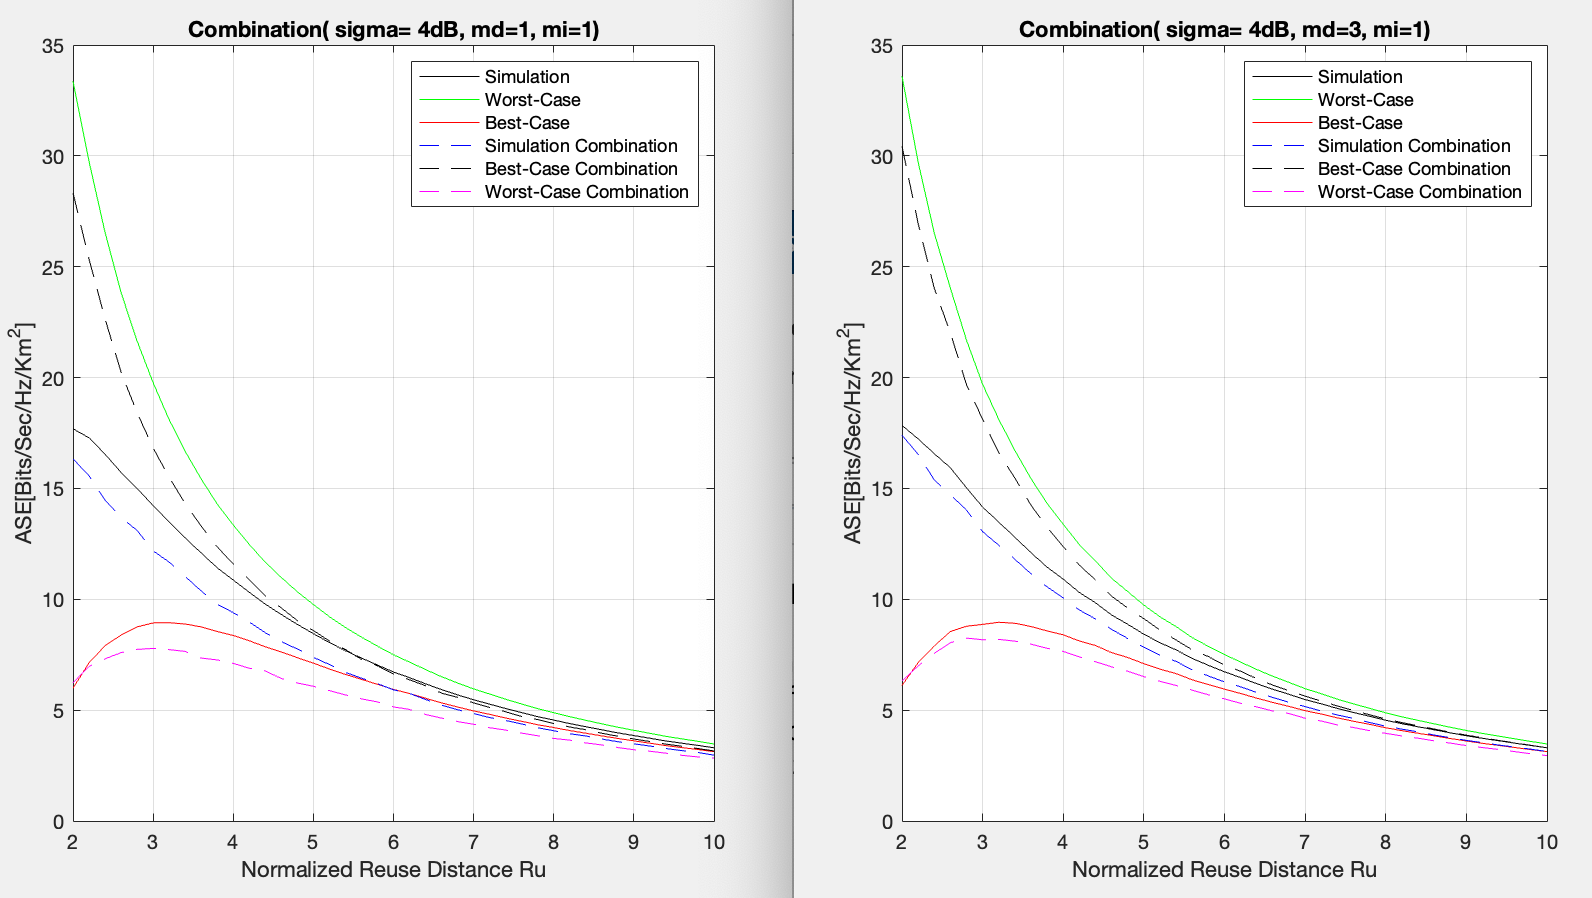 Combination( sigma= 4dB, md=1, mi=1)
35
30
25
20
15
10
5
0
ASE[Bits/Sec/Hz/Km²]
Simulation
Worst-Case
Best-Case
Simulation Combination
Best-Case Combination
Worst-Case Combination
2 3 4 5 6 7 8 9 10
Normalized Reuse Distance Ru
Combination( sigma= 4dB, md=3, mi=1)
35
30
25
20
15
10
5
0
ASE[Bits/Sec/Hz/Km²]
Simulation
Worst-Case
Best-Case
Simulation Combination
Best-Case Combination
Worst-Case Combination
2 3 4 5 6 7 8 9 10
Normalized Reuse Distance Ru